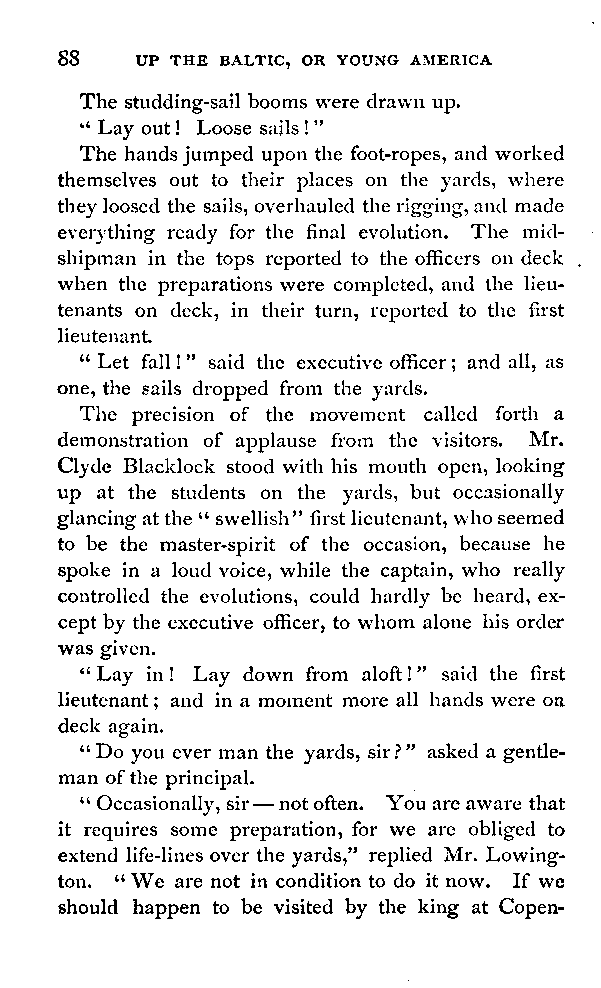 88 UP THE BALTIC, OR YOUNG AMERICA
The studding-sail booms were drawn up.
“ Lay out! Loose sails!”
The hands jumped upon the foot-ropes, and worked
themselves out to their places on the yards, where
they loosed the sails, overhauled the rigging, and made
everything ready for the final evolution. The mid-
shipman in the tops reported to the officers on deck
when the preparations were completed, and the lieu-
tenants on deck, in their turn, reported to the first
lieutenant.
“ Let fall!” said the executive officer; and all, as
one, the sails dropped from the yards.
The precision of the movement called forth a
demonstration of applause from the visitors. Mr.
Clyde Blacklock stood with his mouth open, looking
up at the students on the yards, but occasionally
glancing at the “ swellish” first lieutenant, who seemed
to be the master-spirit of the occasion, because he
spoke in a loud voice, while the captain, who really
controlled the evolutions, could hardly be heard, ex-
cept by the executive officer, to whom alone his order
was given.
“ Lay in! Lay down from aloft!” said the first
lieutenant; and in a moment more all hands were on
deck again.
“ Do you ever man the yards, sir?” asked a gentle-
man of the principal.
“ Occasionally, sir — not often. You are aware that
it requires some preparation, for we are obliged to
extend life-lines over the yards,” replied Mr. Lowing-
ton. “ We are not in condition to do it now. If we
should happen to be visited by the king at Copen-